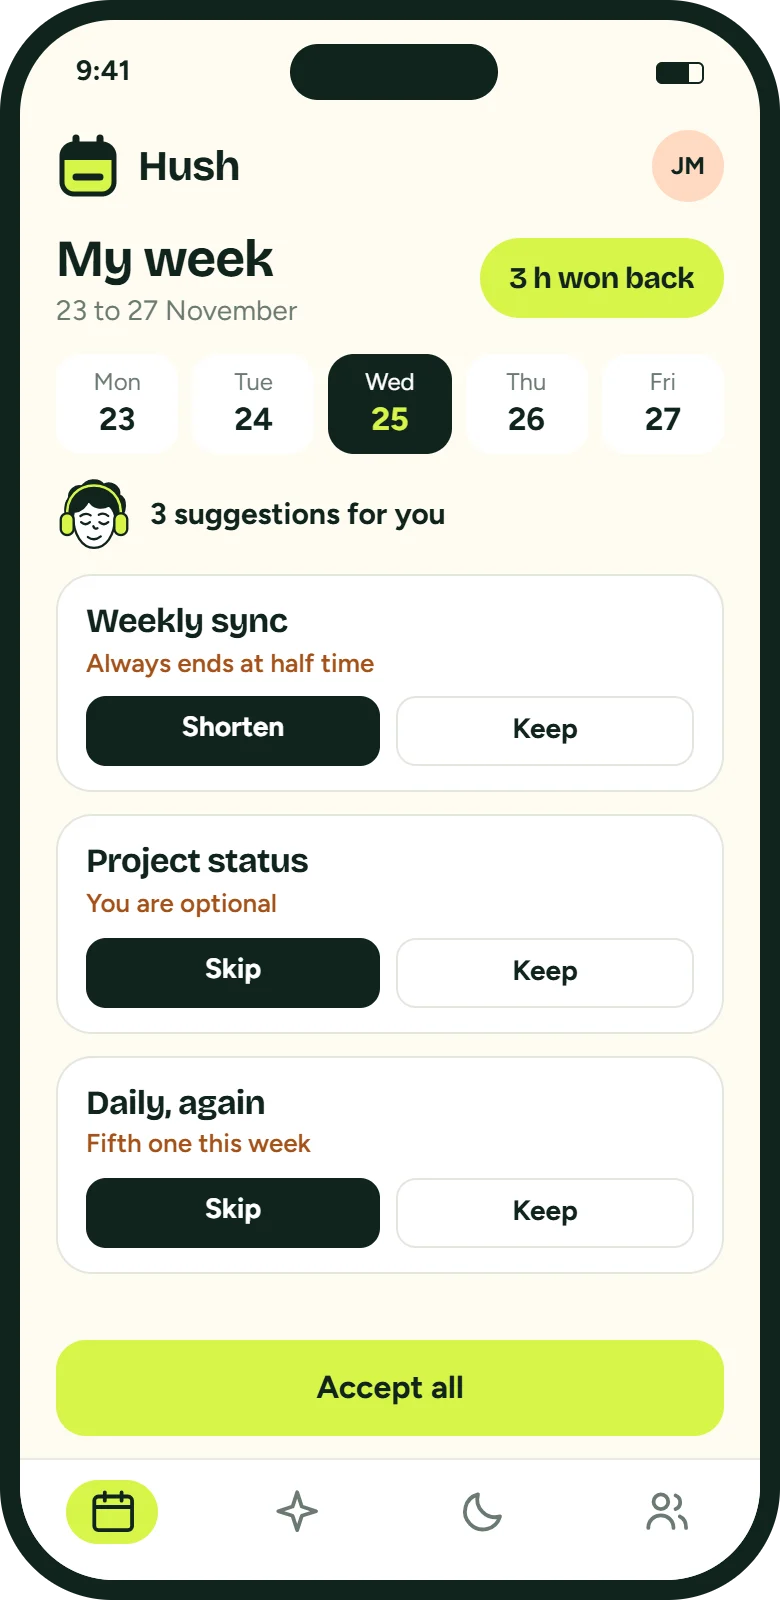 9:41
Hush
JM
My week
3 h won back
23 to 27 November
Mon
23
Tue
24
Wed
25
Thu
26
Fri
27
3 suggestions for you
Weekly sync
Always ends at half time
Shorten
Keep
Project status
You are optional
Skip
Keep
Daily, again
Fifth one this week
Skip
Keep
Accept all